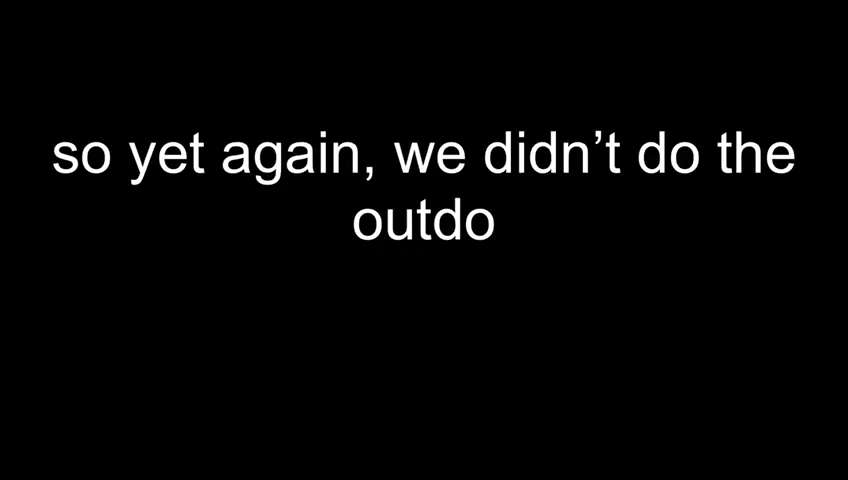 so yet again, we didn’t do the
outdo